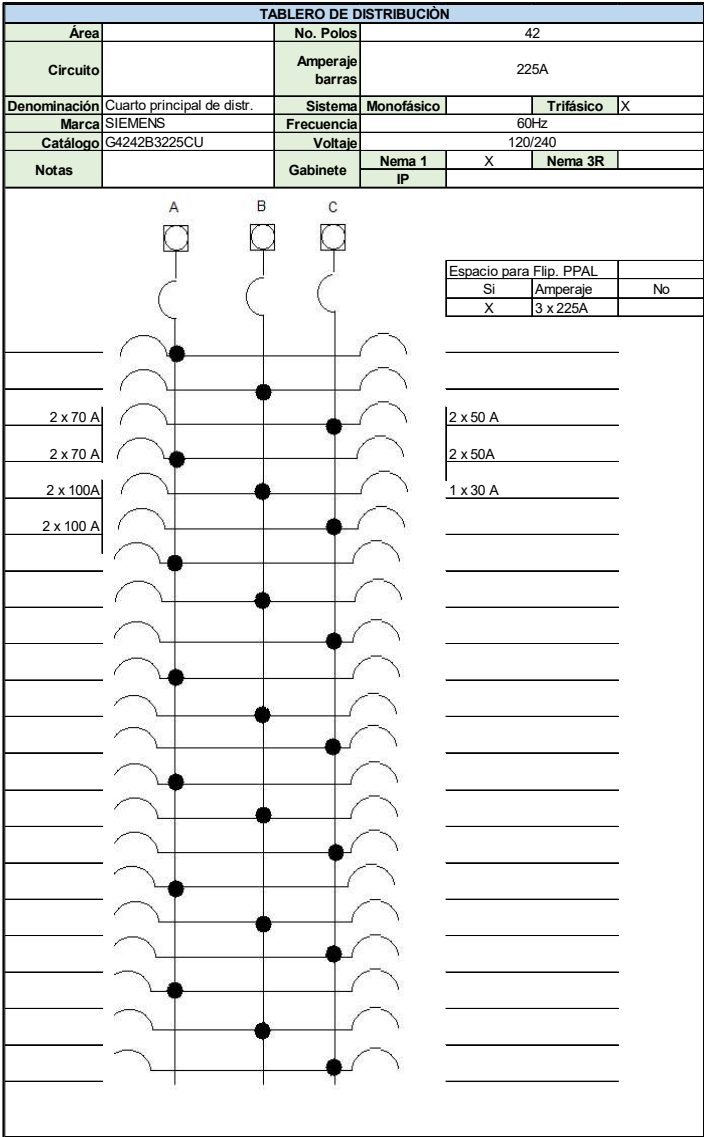 TABLERO DE DISTRIBUCIÒN
Área No. Polos 42
Circuito Amperaje barras 225A
Denominación Cuarto principal de distr. Sistema Monofásico Trifásico X
Marca SIEMENS Frecuencia 60Hz
Catálogo G4242B3225CU Voltaje 120/240
Notas Gabinete Nema 1 X Nema 3R
IP
A B C
Espacio para Flip. PPAL
Si Amperaje No
X 3 x 225A
2 x 70 A 2 x 50 A
2 x 70 A 2 x 50A
2 x 100A 1 x 30 A
2 x 100 A